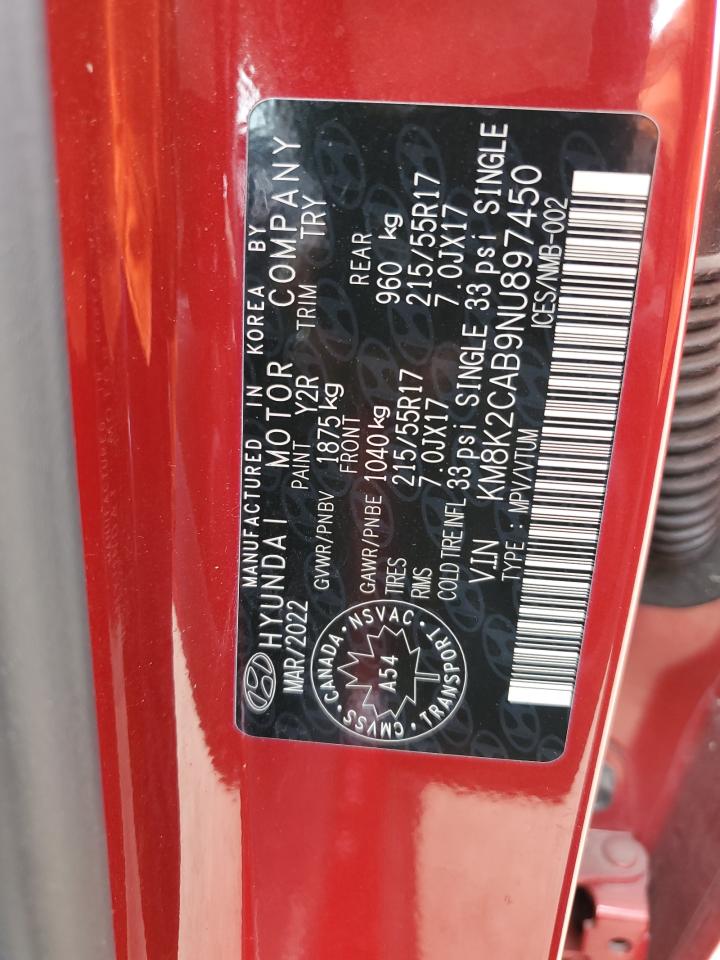 MANUFACTURED IN KOREA BY
HYUNDAI MOTOR COMPANY
MAR/2022 PAINT Y2R TRIM TRY
GVWR/PNBV 1875kg
FRONT REAR
GAWR/PNBE 1040kg 960 kg
TIRES 215/55R17 215/55R17
RIMS 7.0JX17 7.0JX17
COLD TIRE INFL 33 psi SINGLE 33 psi SINGLE
VIN KM8K2CAB9NU897450
TYPE : MPV/VTUM ICES/NMB-002
CANADA · NSVAC · TRANSPORT · CMVSS ·
A54